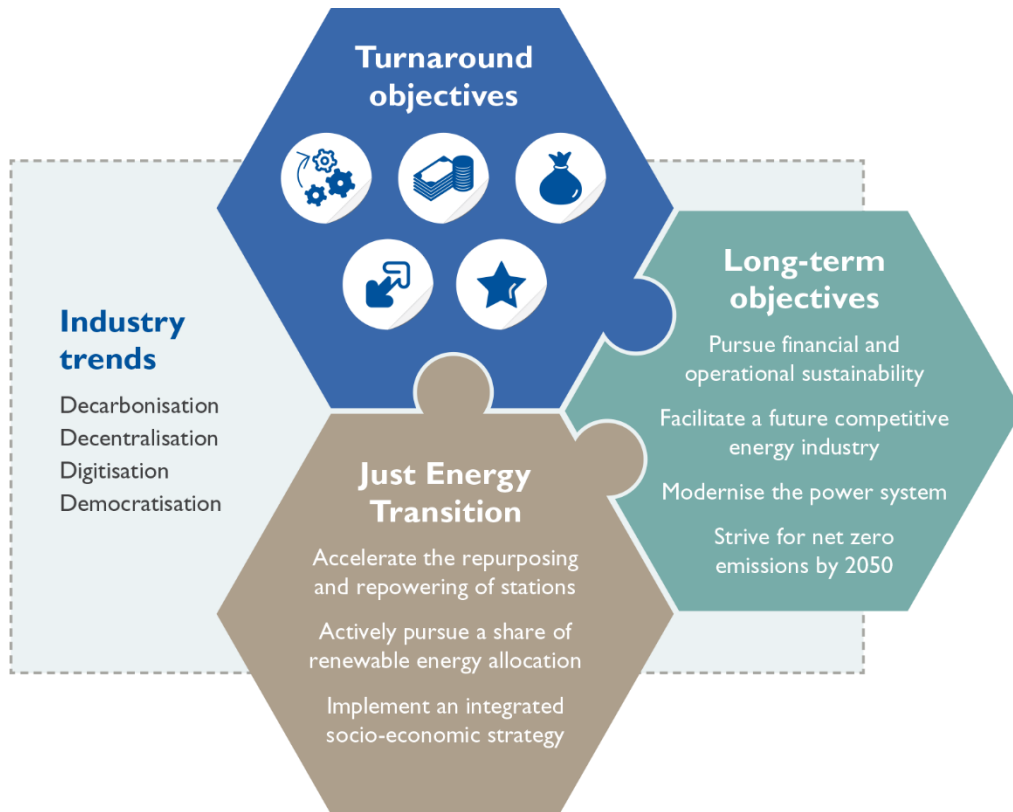 Turnaround
objectives
Industry
trends
Decarbonisation
Decentralisation
Digitisation
Democratisation
Long-term
objectives
Pursue financial and
operational sustainability
Facilitate a future competitive
energy industry
Modernise the power system
Strive for net zero
emissions by 2050
Just Energy
Transition
Accelerate the repurposing
and repowering of stations
Actively pursue a share of
renewable energy allocation
Implement an integrated
socio-economic strategy